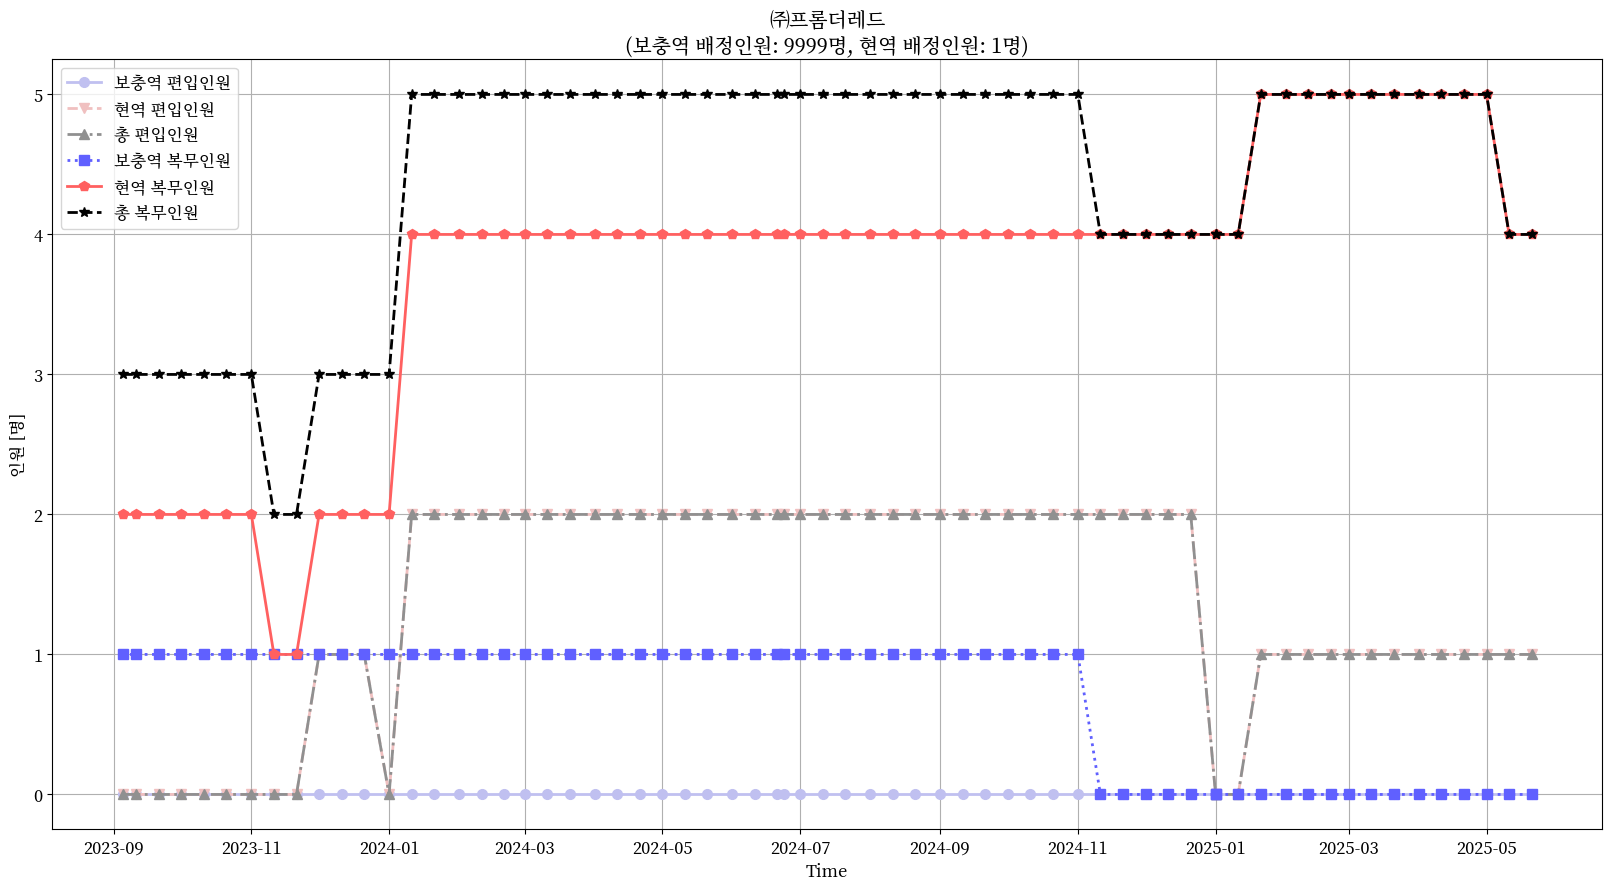 ㈜프롬더레드
(보충역 배정인원: 9999명, 현역 배정인원: 1명)
보충역 편입인원
현역 편입인원
총 편입인원
보충역 복무인원
현역 복무인원
총 복무인원
인원 [명]
5
4
3
2
1
0
2023-09
2023-11
2024-01
2024-03
2024-05
2024-07
2024-09
2024-11
2025-01
2025-03
2025-05
Time